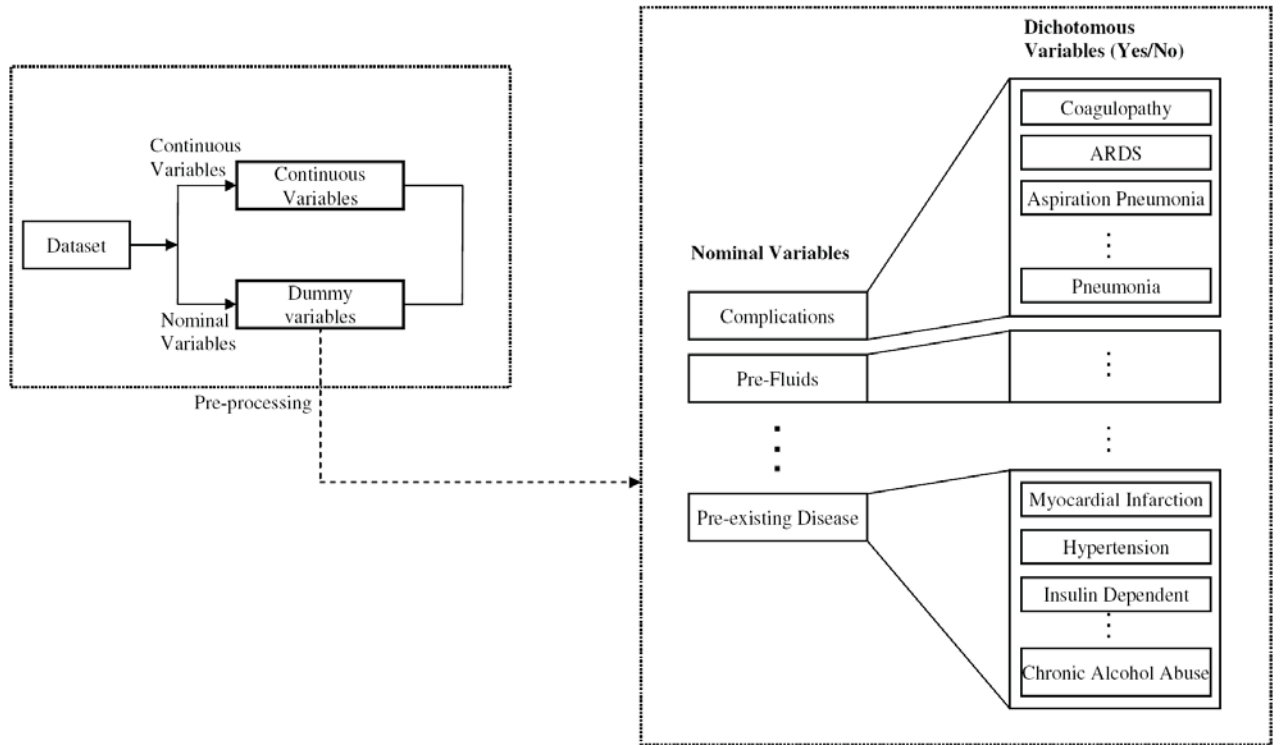 Continuous
Variables
Continuous
Variables
Dataset
Dummy
variables
Nominal
Variables
Pre-processing
Dichotomous
Variables (Yes/No)
Coagulopathy
ARDS
Aspiration Pneumonia
Pneumonia
Nominal Variables
Complications
Pre-Fluids
Pre-existing Disease
Myocardial Infarction
Hypertension
Insulin Dependent
Chronic Alcohol Abuse